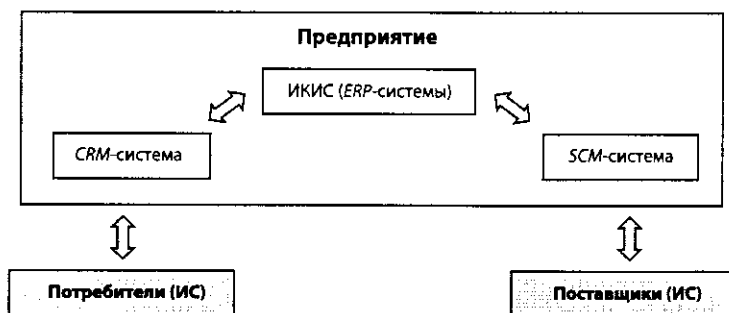 Предприятие
ИКИС (ERP-системы)
CRM-система
SCM-система
Потребители (ИС)
Поставщики (ИС)